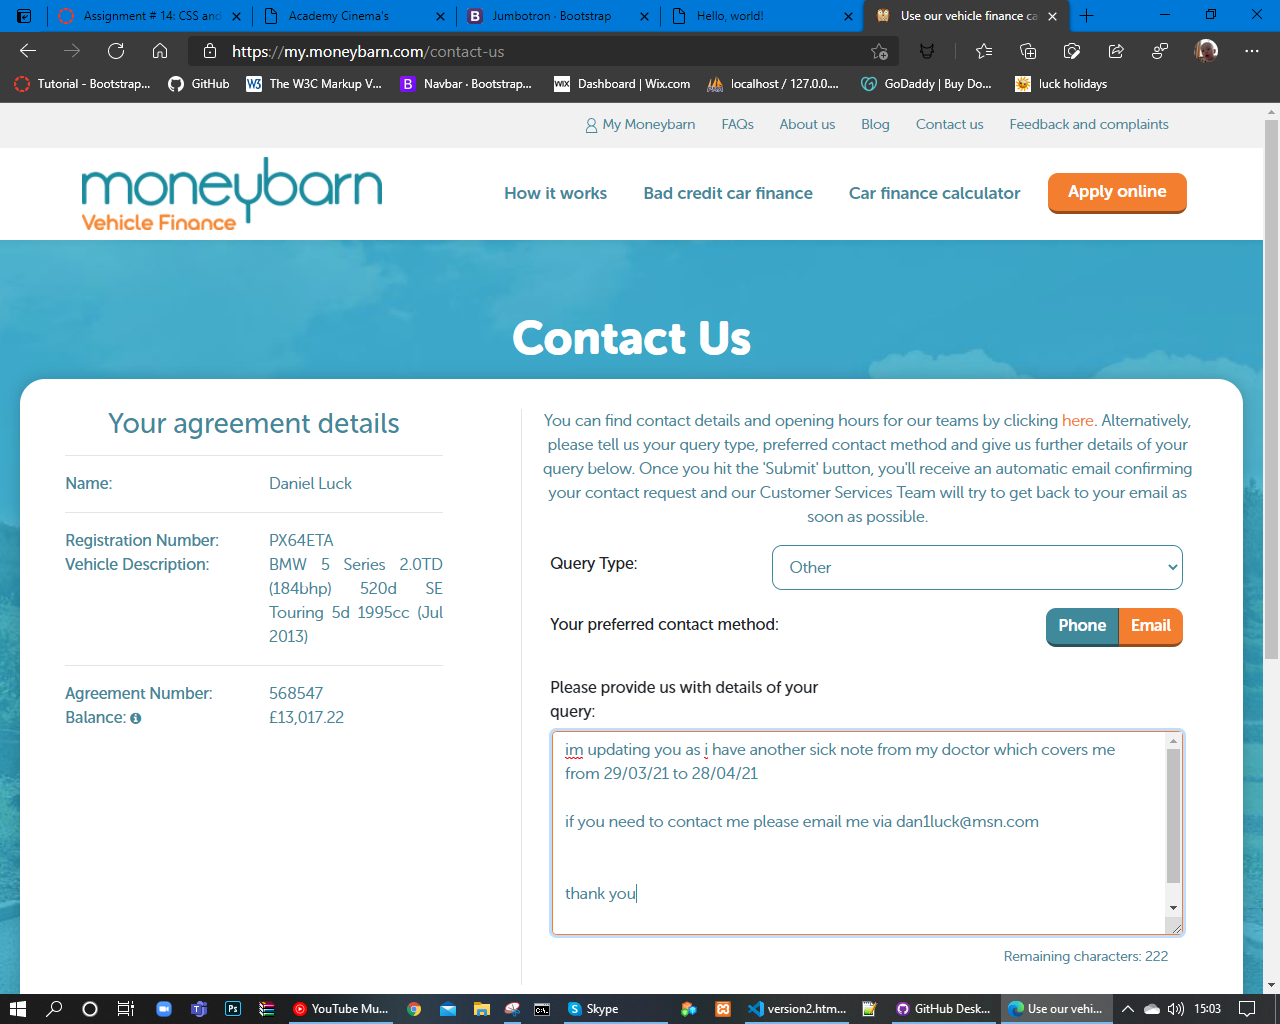 Assignment # 14: CSS and
Academy Cinema's
Jumbotron · Bootstrap
Hello, world!
Use our vehicle finance ca
https://my.moneybarn.com/contact-us
Tutorial - Bootstrap...
GitHub
The W3C Markup V...
Navbar · Bootstrap...
Dashboard | Wix.com
localhost / 127.0.0....
GoDaddy | Buy Do...
luck holidays
My Moneybarn
FAQs
About us
Blog
Contact us
Feedback and complaints
moneybarn
Vehicle Finance
How it works
Bad credit car finance
Car finance calculator
Apply online
Contact Us
Your agreement details
Name: Daniel Luck
Registration Number: PX64ETA
Vehicle Description: BMW 5 Series 2.0TD
(184bhp) 520d SE
Touring 5d 1995cc (Jul
2013)
Agreement Number: 568547
Balance: £13,017.22
You can find contact details and opening hours for our teams by clicking here. Alternatively,
please tell us your query type, preferred contact method and give us further details of your
query below. Once you hit the 'Submit' button, you'll receive an automatic email confirming
your contact request and our Customer Services Team will try to get back to your email as
soon as possible.
Query Type: Other
Your preferred contact method: Phone Email
Please provide us with details of your
query:
im updating you as i have another sick note from my doctor which covers me
from 29/03/21 to 28/04/21
if you need to contact me please email me via dan1luck@msn.com
thank you
Remaining characters: 222
YouTube Mu...
Skype
version2.htm...
GitHub Desk...
Use our vehi...
15:03